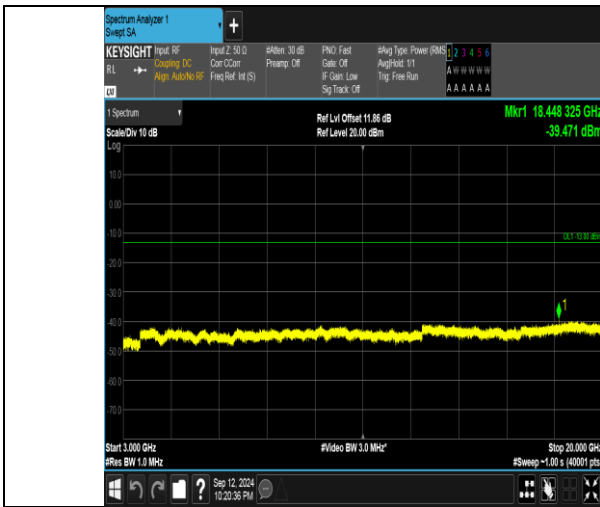 Spectrum Analyzer 1
Swept SA
+
KEYSIGHT Input: RF Input Z: 50 Ω #Atten: 30 dB PNO: Fast #Avg Type: Power (RMS 1 2 3 4 5 6
RL Coupling: DC Corr CCorr Preamp: Off Gate: Off Avg|Hold: 1/1 A W W W W W
Align: Auto/No RF Freq Ref: Int (S) IF Gain: Low Trig: Free Run
Sig Track: Off A A A A A A
LXI
1 Spectrum Ref Lvl Offset 11.86 dB Mkr1 18.448 325 GHz
Scale/Div 10 dB Ref Level 20.00 dBm -39.471 dBm
Log
10.0
0.00
-10.0
DL1 -13.00 dBm
-20.0
-30.0
1
-40.0
-50.0
-60.0
-70.0
Start 3.000 GHz #Video BW 3.0 MHz* Stop 20.000 GHz
#Res BW 1.0 MHz #Sweep ~1.00 s (40001 pts
? Sep 12, 2024
10:20:36 PM